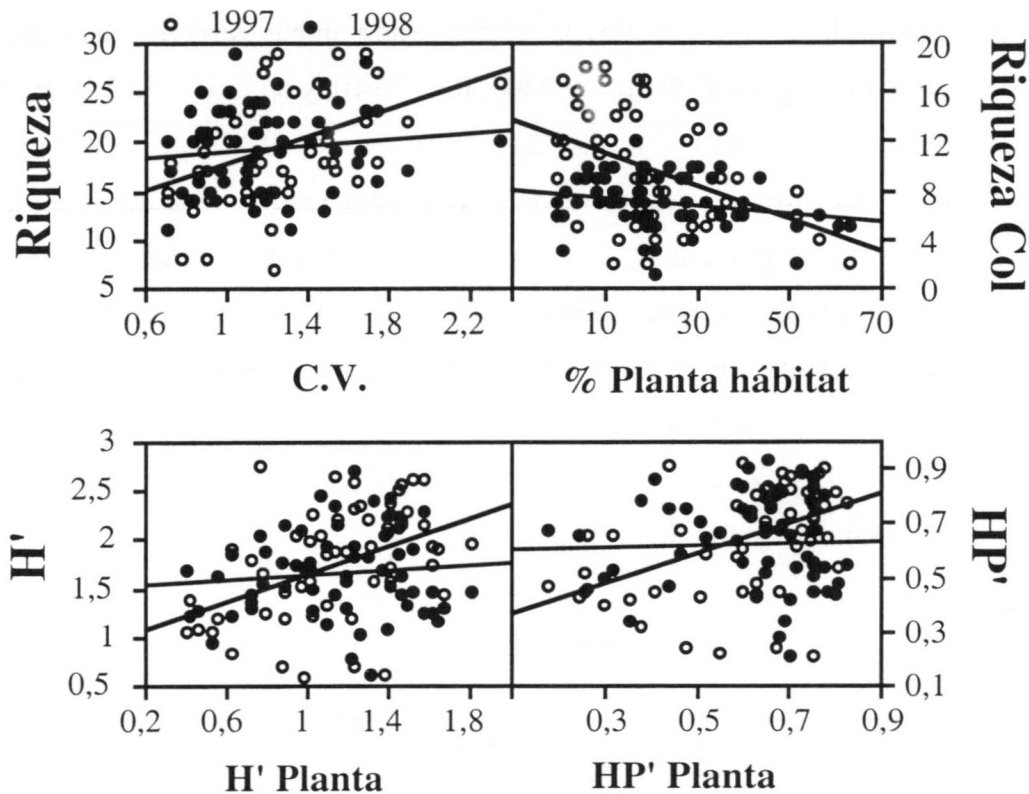 1997 1998
30
25
20
15
10
5
Riqueza
0,6 1 1,4 1,8 2,2
C.V.
20
16
12
8
4
0
Riqueza Col
10 30 50 70
% Planta hábitat
3
2,5
2
1,5
1
0,5
H'
0,2 0,6 1 1,4 1,8
H' Planta
0,9
0,7
0,5
0,3
0,1
HP'
0,3 0,5 0,7 0,9
HP' Planta